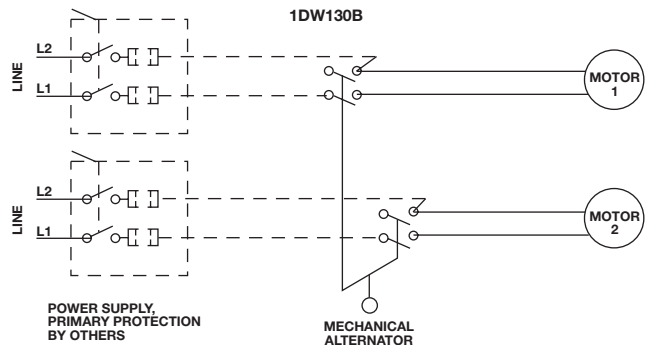 1DW130B
L2
LINE
L1
MOTOR
1
L2
LINE
L1
MOTOR
2
POWER SUPPLY,
PRIMARY PROTECTION
BY OTHERS
MECHANICAL
ALTERNATOR